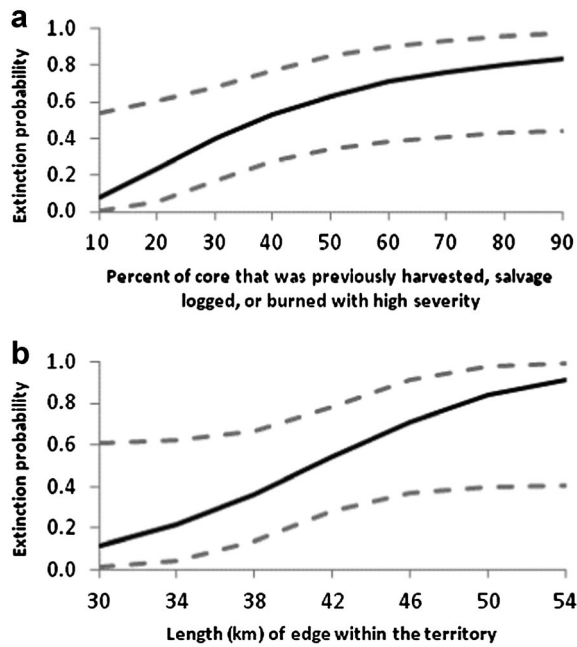 a
1.0
0.8
0.6
0.4
0.2
0.0
Extinction probability
10 20 30 40 50 60 70 80 90
Percent of core that was previously harvested, salvage
logged, or burned with high severity
b
1.0
0.8
0.6
0.4
0.2
0.0
Extinction probability
30 34 38 42 46 50 54
Length (km) of edge within the territory